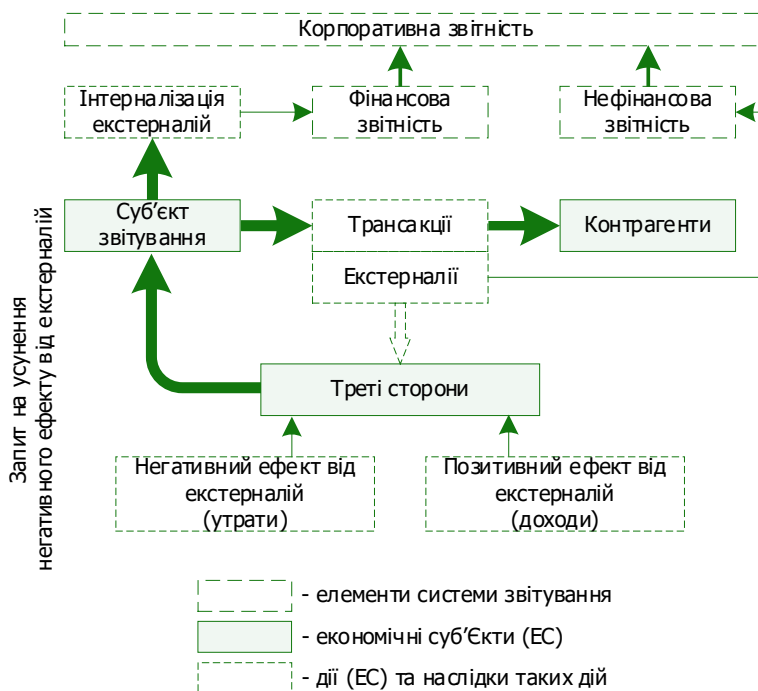 Корпоративна звітність
Інтерналізація
екстерналій
Фінансова
звітність
Нефінансова
звітність
Суб’єкт
звітування
Трансакції
Контрагенти
Екстерналії
Запит на усунення
негативного ефекту від екстерналій
Треті сторони
Негативний ефект від
екстерналій
(утрати)
Позитивний ефект від
екстерналій
(доходи)
- елементи системи звітування
- економічні суб’Єкти (ЕС)
- дії (ЕС) та наслідки таких дій